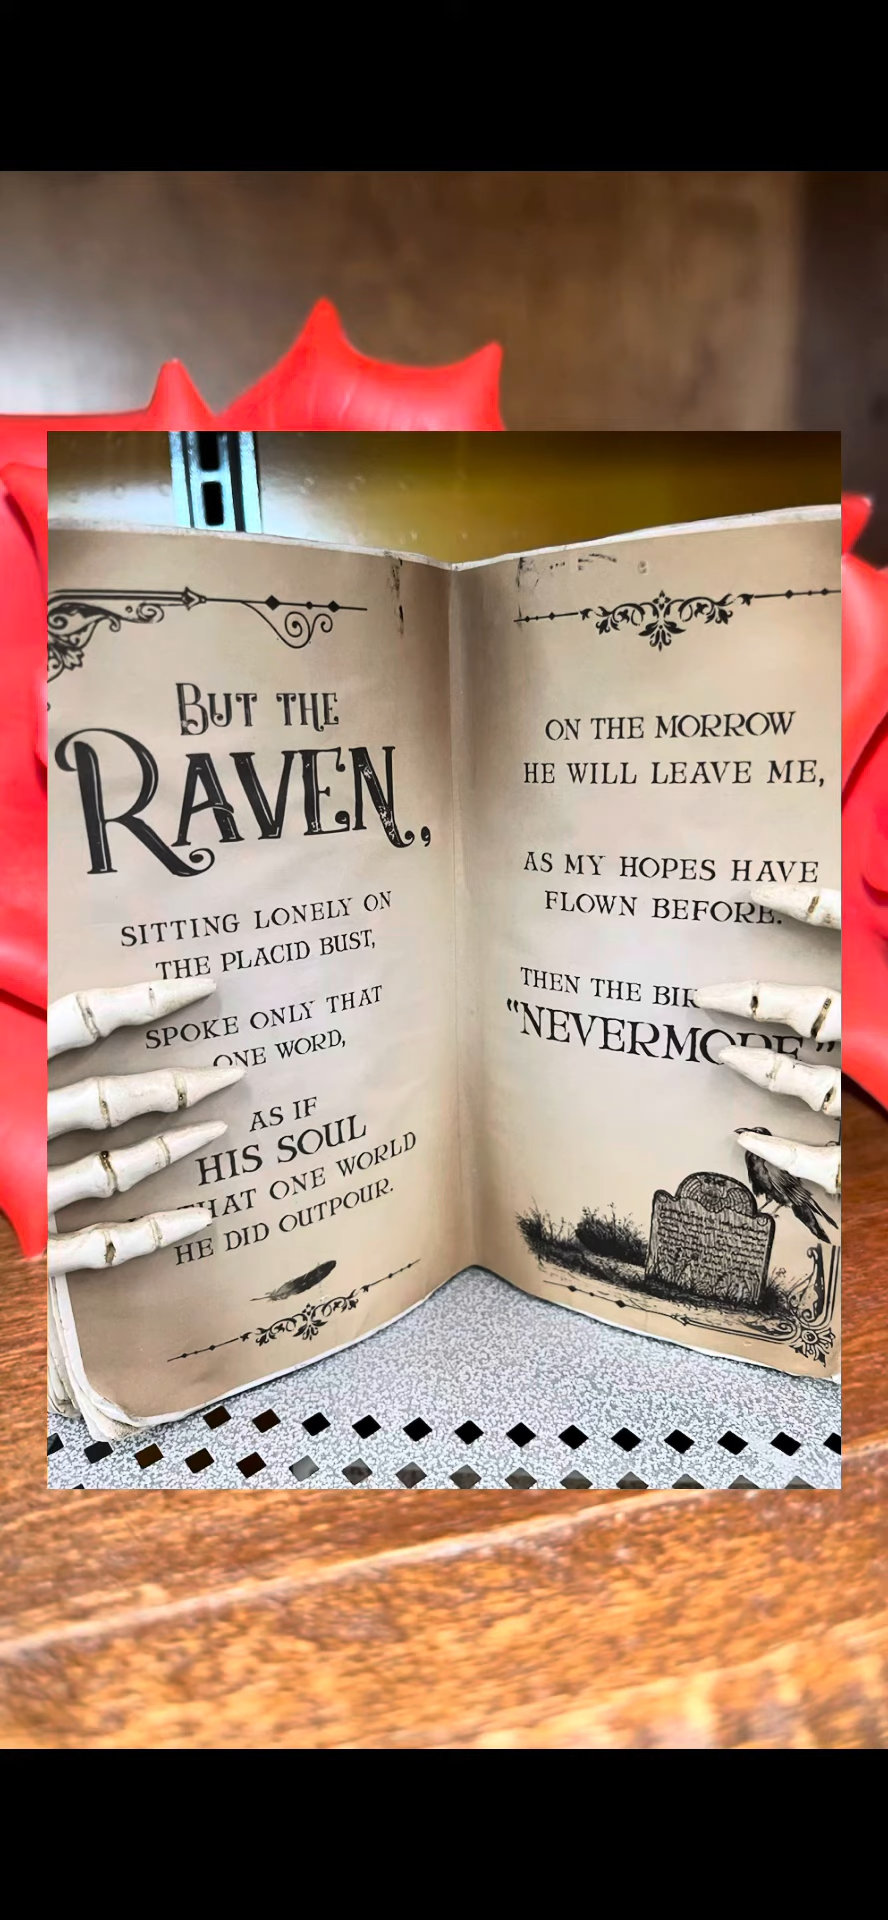 BUT THE
RAVEN,
SITTING LONELY ON
THE PLACID BUST,
SPOKE ONLY THAT
ONE WORD,
AS IF
HIS SOUL
THAT ONE WORLD
HE DID OUTPOUR.
ON THE MORROW
HE WILL LEAVE ME,
AS MY HOPES HAVE
FLOWN BEFORE.
THEN THE
"NEVERMORE."